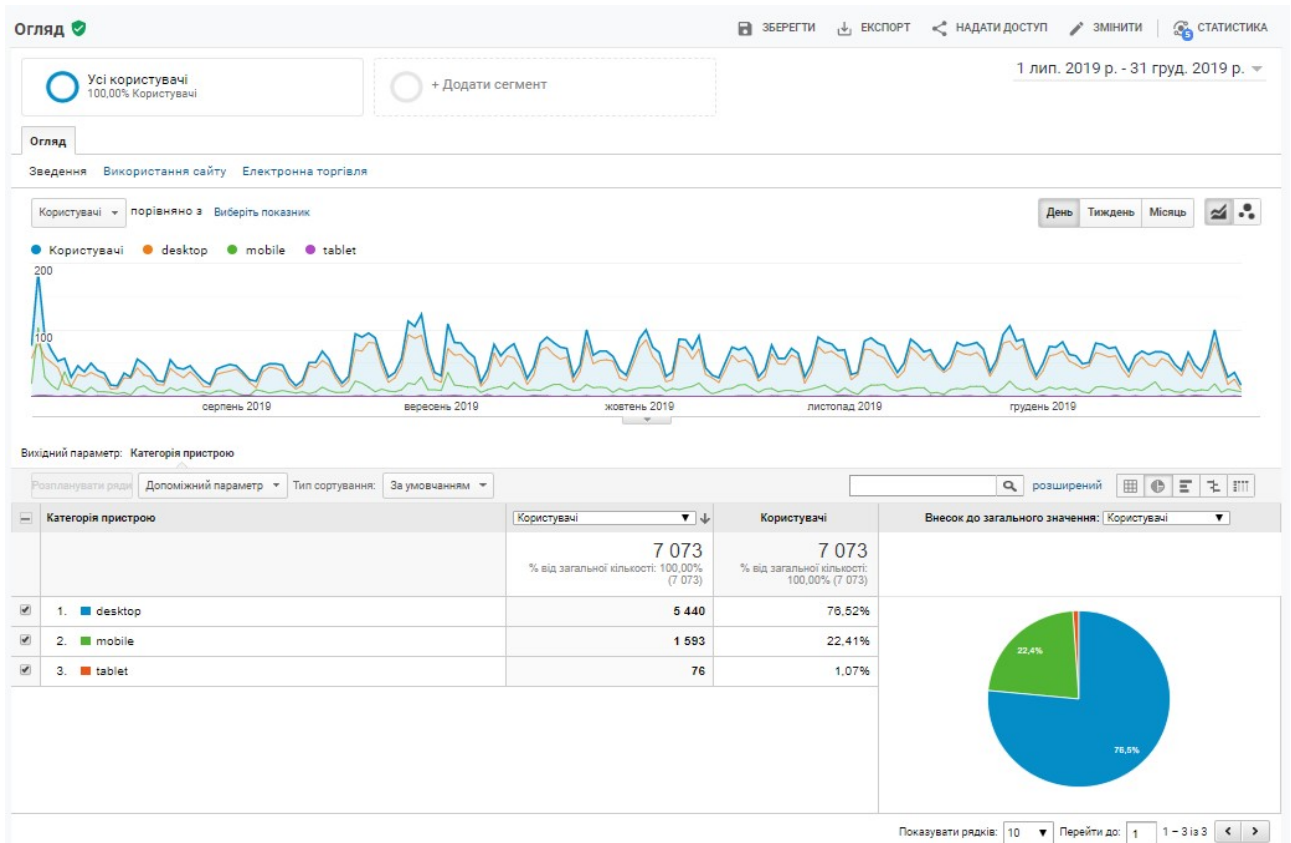 Огляд
ЗБЕРЕГТИ ЕКСПОРТ НАДАТИ ДОСТУП ЗМІНИТИ 5 СТАТИСТИКА
Усі користувачі
100,00% Користувачі
+ Додати сегмент
1 лип. 2019 р. - 31 груд. 2019 р.
Огляд
Зведення Використання сайту Електронна торгівля
Користувачі порівняно з Виберіть показник
День Тиждень Місяць
Користувачі desktop mobile tablet
200
100
серпень 2019 вересень 2019 жовтень 2019 листопад 2019 грудень 2019
Вихідний параметр: Категорія пристрою
Розпланувати ряди Допоміжний параметр Тип сортування: За умовчанням розширений
Категорія пристрою Користувачі Користувачі Внесок до загального значення: Користувачі
7 073 7 073
% від загальної кількості: 100,00% % від загальної кількості:
(7 073) 100,00% (7 073)
1. desktop 5 440 76,52%
2. mobile 1 593 22,41%
3. tablet 76 1,07%
22,4%
76,5%
Показувати рядків: 10 Перейти до: 1 1 – 3 із 3